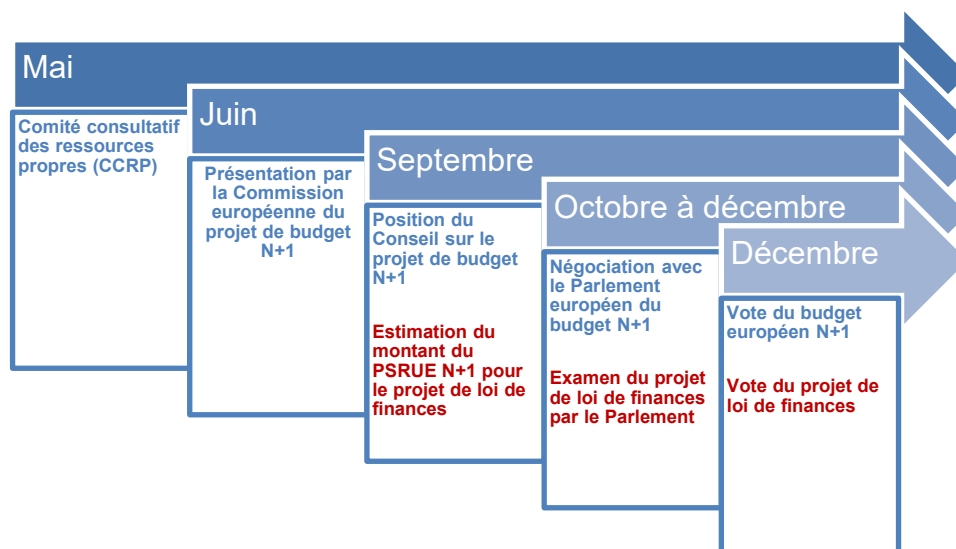 Mai
Comité consultatif
des ressources
propres (CCRP)
Juin
Présentation par
la Commission
européenne du
projet de budget
N+1
Septembre
Position du
Conseil sur le
projet de budget
N+1
Estimation du
montant du
PSRUE N+1 pour
le projet de loi de
finances
Octobre à décembre
Négociation avec
le Parlement
européen du
budget N+1
Examen du projet
de loi de finances
par le Parlement
Décembre
Vote du budget
européen N+1
Vote du projet de
loi de finances